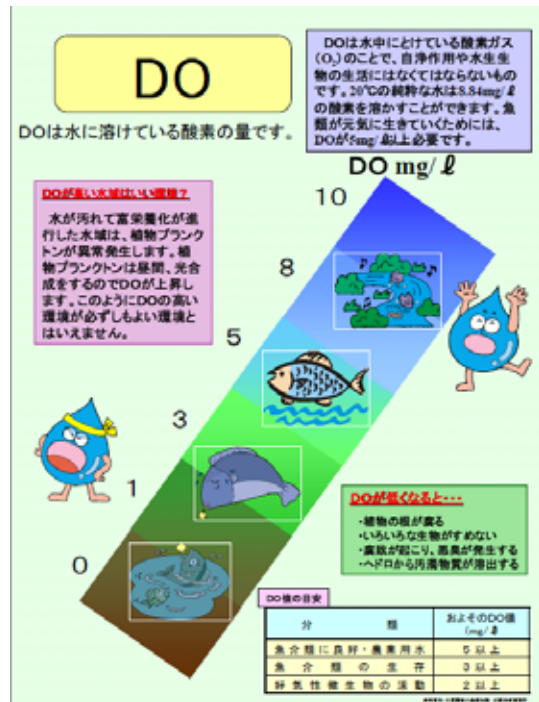 DO
DOは水に溶けている酸素の量です。
DOは水中にとけている酸素ガス
(O₂)のことで、自浄作用や水生生
物の生活にはなくてはならないもの
です。20℃の純粋な水は8.84mg/ℓ
の酸素を溶かすことができます。魚
類が元気に生きていくためには、
DOが5mg/ℓ以上必要です。
DO mg/ℓ
10
8
5
3
1
0
DOが高い水域はいい環境？
水が汚れて富栄養化が進
行した水域は、植物プランク
トンが異常発生します。植
物プランクトンは昼間、光合
成をするのでDOが上昇し
ます。このようにDOの高い
環境が必ずしもよい環境と
はいえません。
DOが低くなると・・・
・植物の根が腐る
・いろいろな生物がすめない
・腐敗が起こり、悪臭が発生する
・ヘドロから汚濁物質が溶出する
DO値の目安
分 類 およそのDO値
(mg/ℓ
魚介類に良好・農業用水 5以上
魚介類の生存 3以上
好気性微生物の活動 2以上